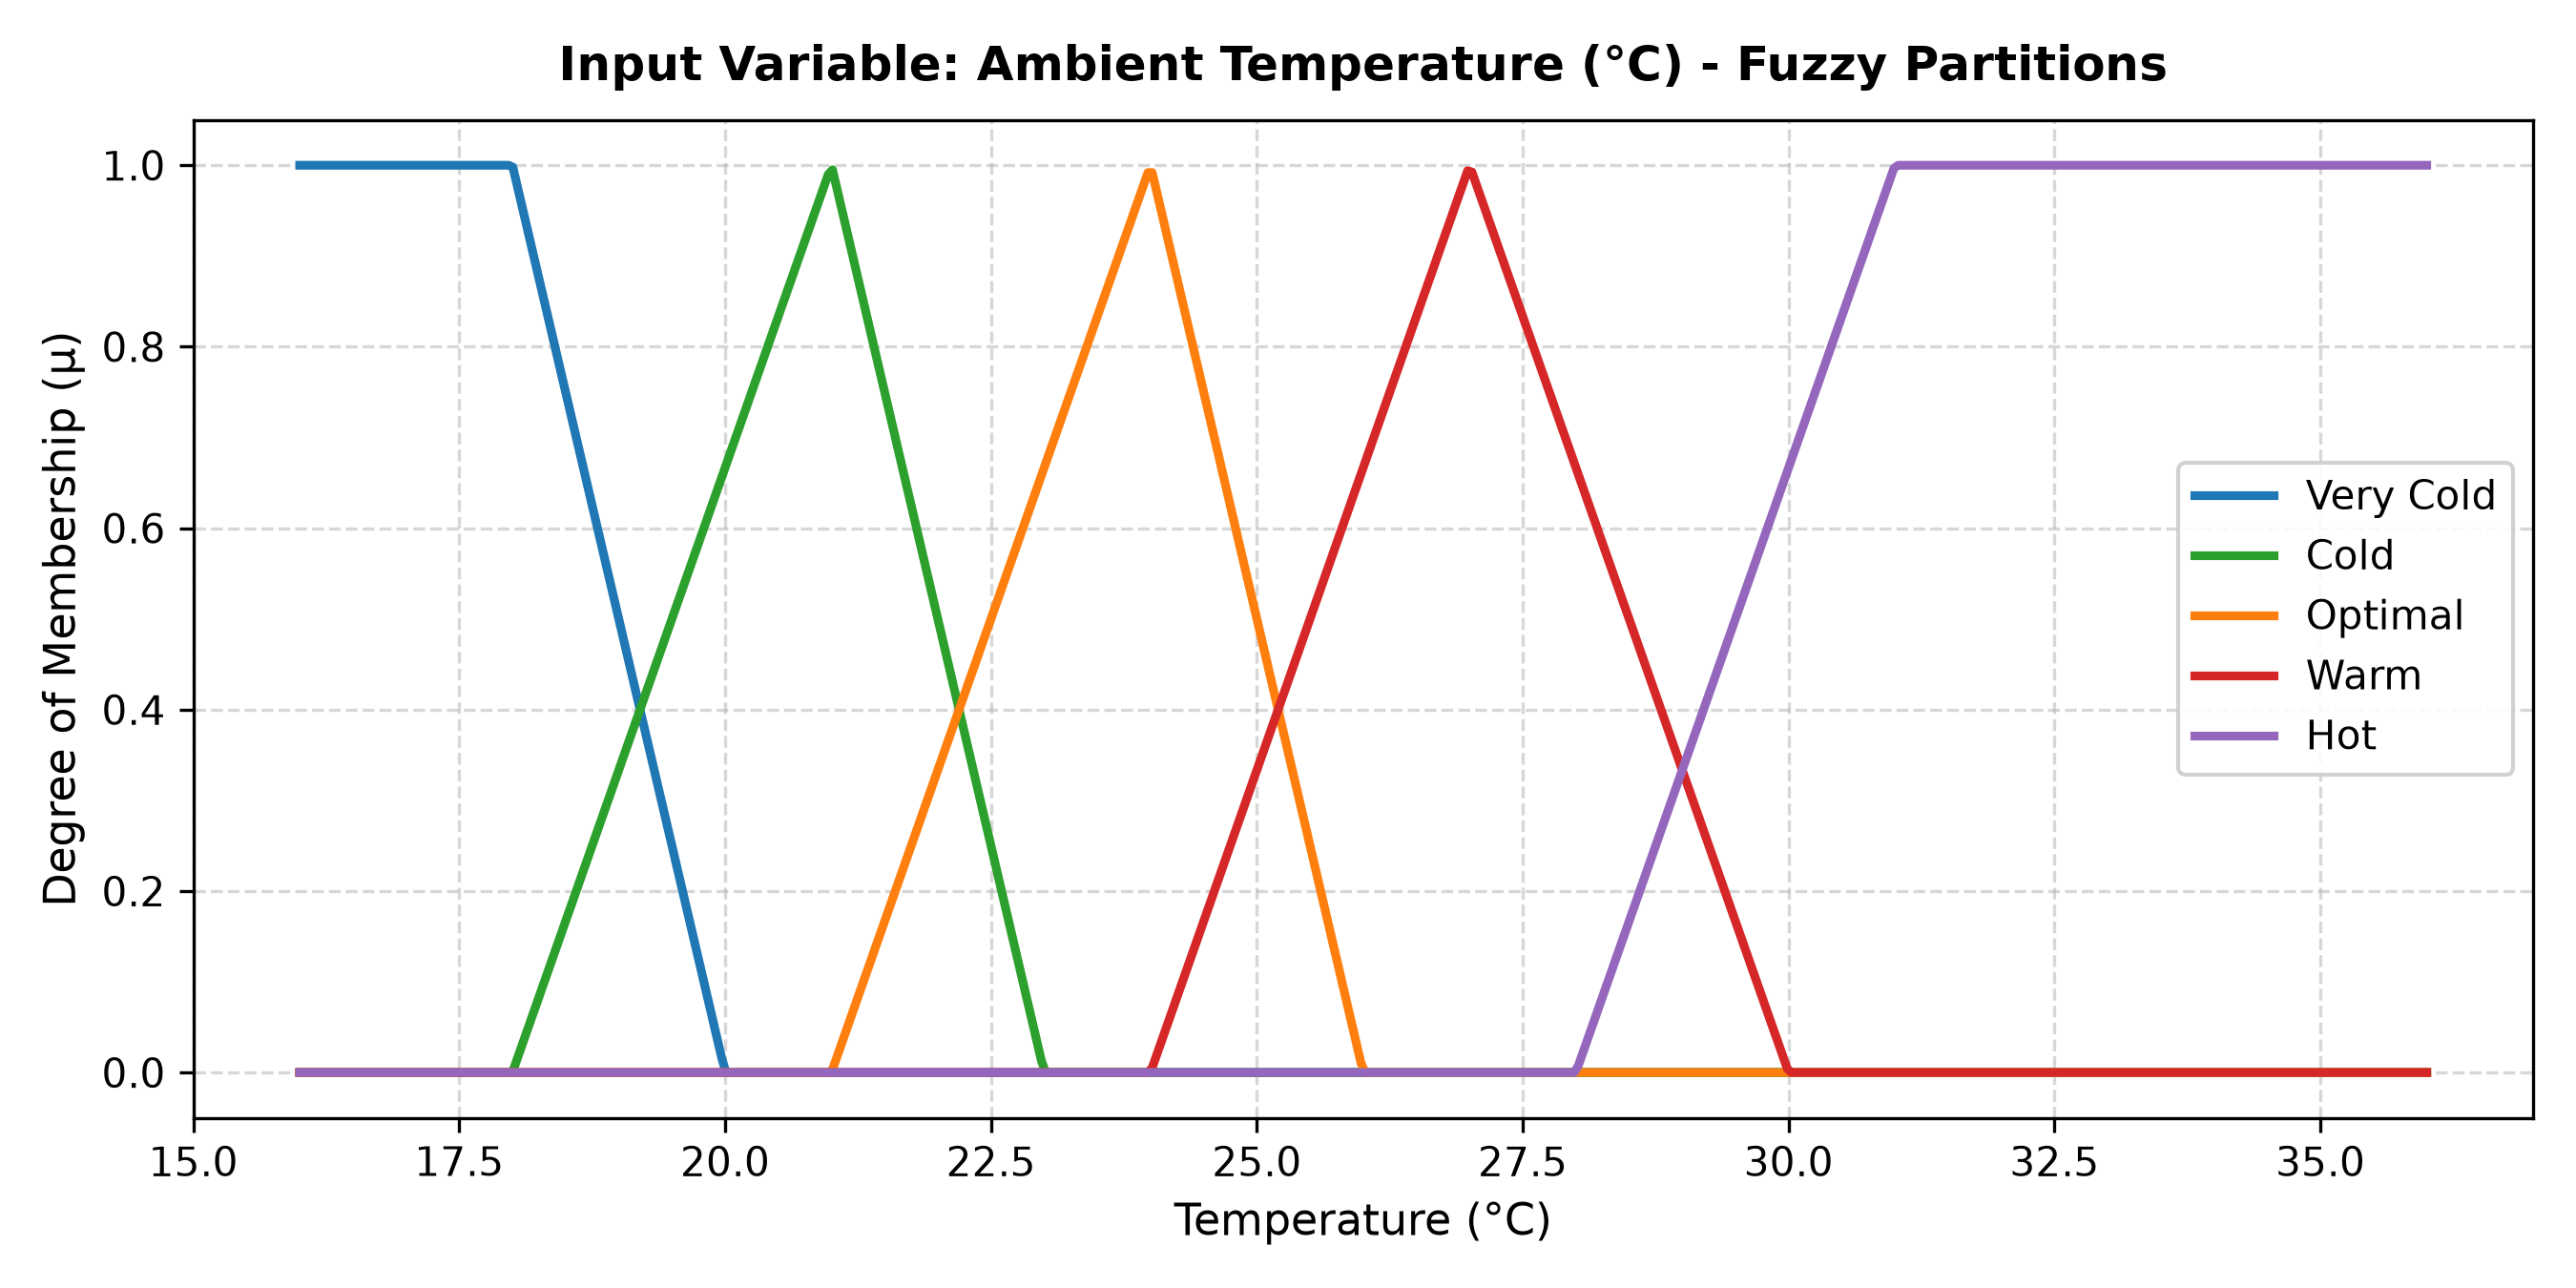 Input Variable: Ambient Temperature (°C) - Fuzzy Partitions
Degree of Membership (μ)
1.0
0.8
0.6
0.4
0.2
0.0
Very Cold
Cold
Optimal
Warm
Hot
15.0 17.5 20.0 22.5 25.0 27.5 30.0 32.5 35.0
Temperature (°C)